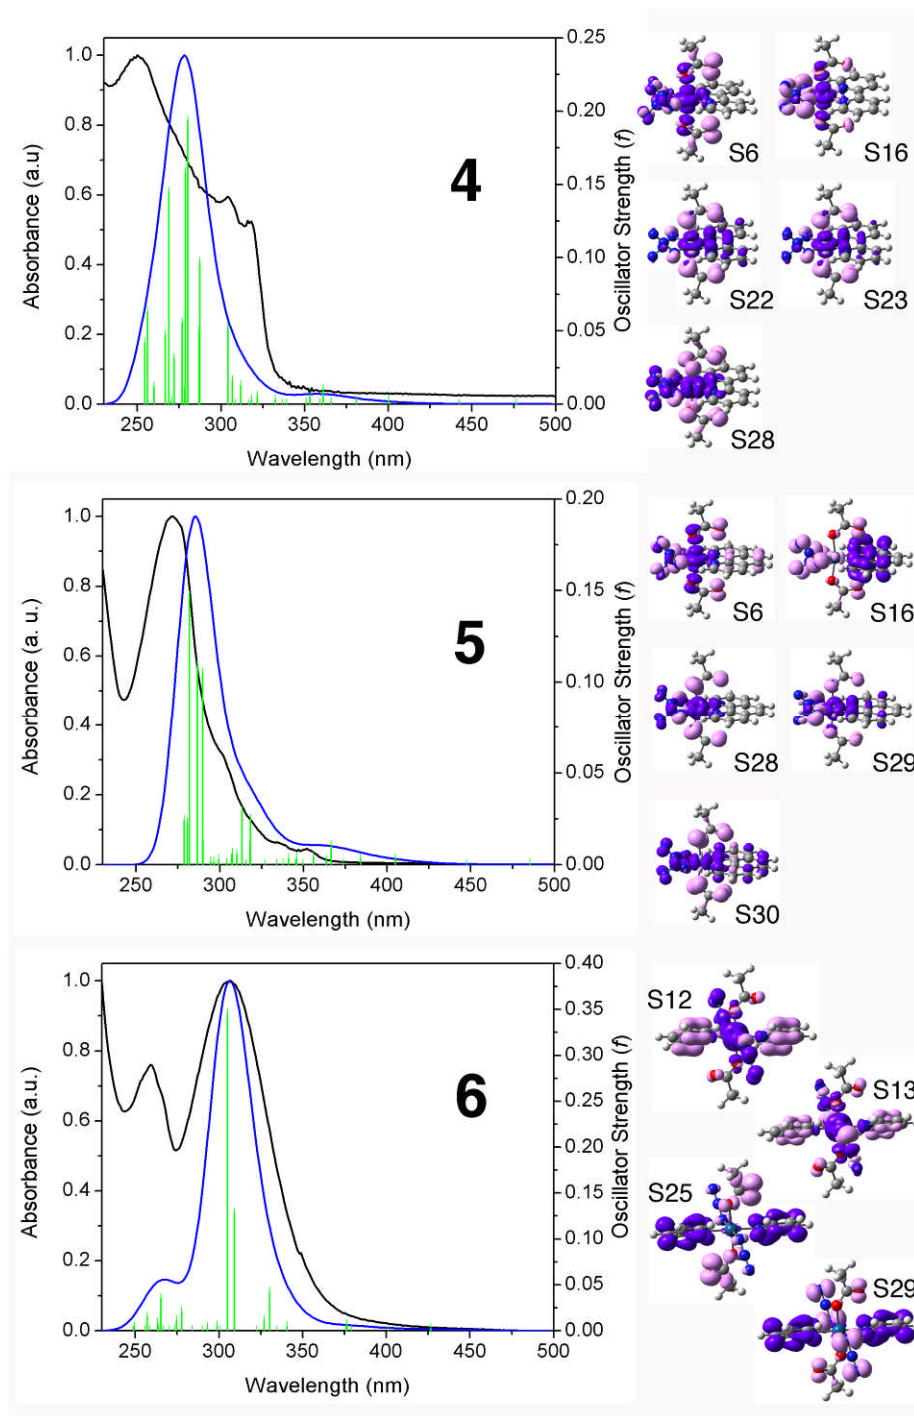 Absorbance (a.u)
1.0
0.8
0.6
0.4
0.2
0.0
4
0.25
0.20
0.15
0.10
0.05
0.00
Oscillator Strength (f)
250 300 350 400 450 500
Wavelength (nm)
S6 S16
S22 S23
S28
Absorbance (a. u.)
1.0
0.8
0.6
0.4
0.2
0.0
5
0.20
0.15
0.10
0.05
0.00
Oscillator Strength (f)
250 300 350 400 450 500
Wavelength (nm)
S6 S16
S28 S29
S30
Absorbance (a.u.)
1.0
0.8
0.6
0.4
0.2
0.0
6
0.40
0.35
0.30
0.25
0.20
0.15
0.10
0.05
0.00
Oscillator Strength (f)
250 300 350 400 450 500
Wavelength (nm)
S12
S13
S25
S29